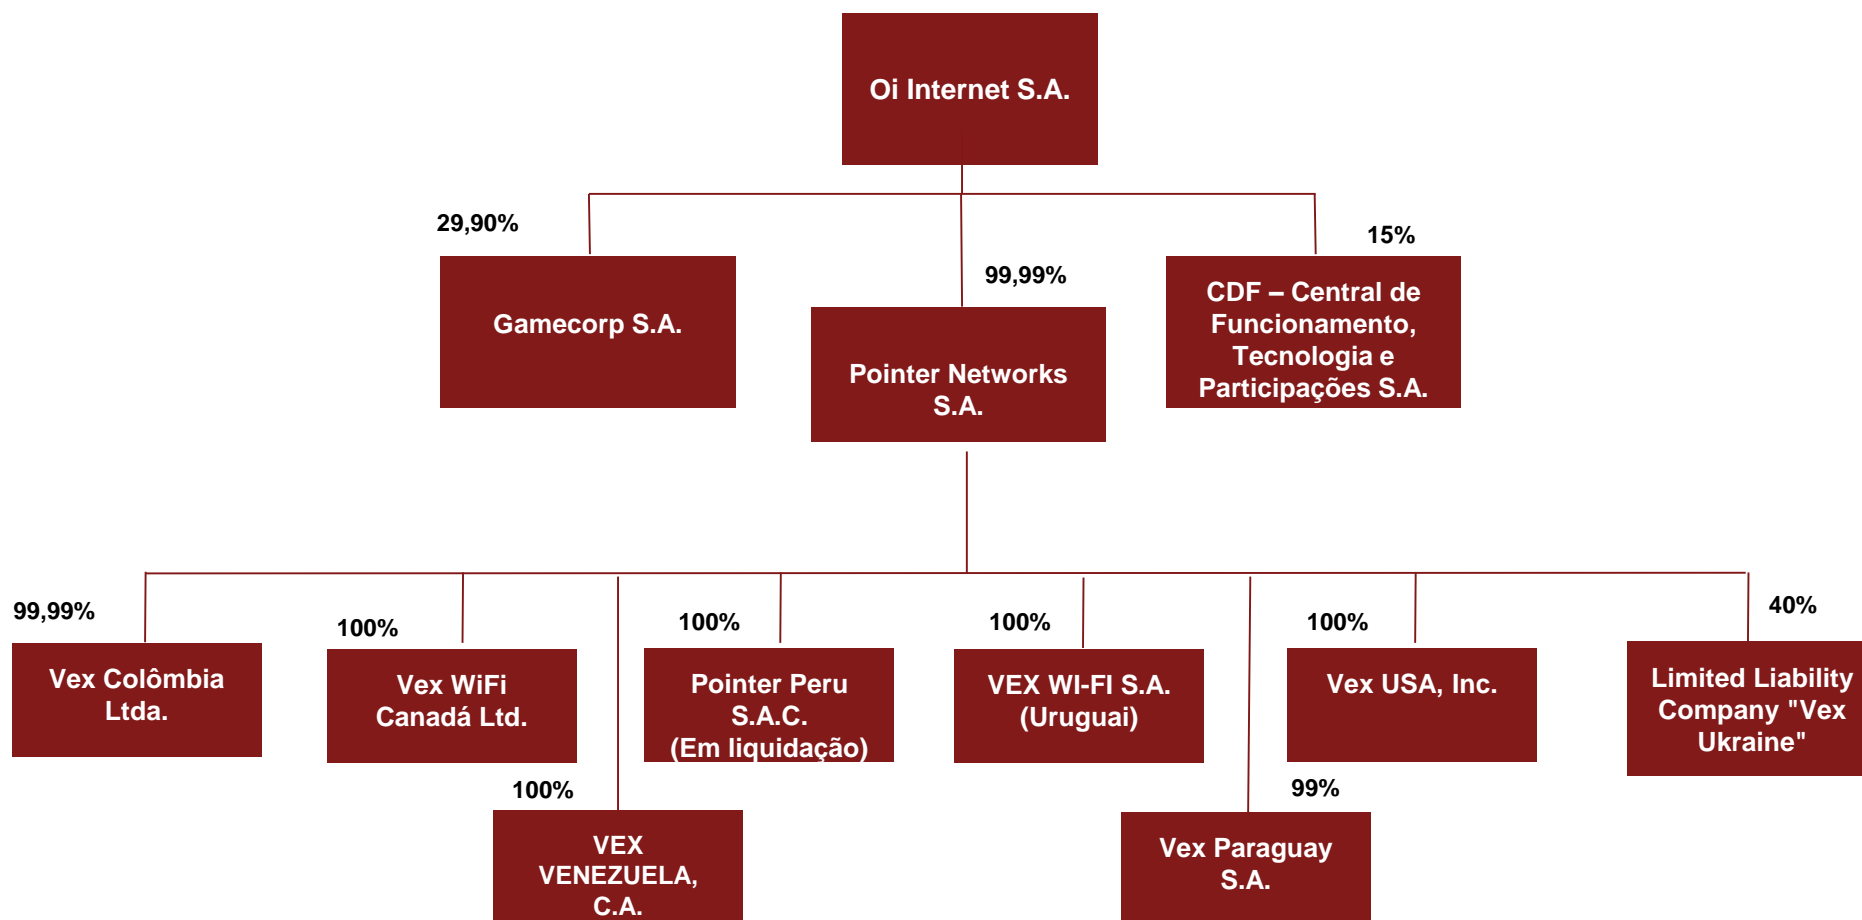 Oi Internet S.A.
29,90%
15%
99,99%
Gamecorp S.A.
Pointer Networks
S.A.
CDF – Central de
Funcionamento,
Tecnologia e
Participações S.A.
99,99%
100%
100%
100%
100%
40%
Vex Colômbia
Ltda.
Vex WiFi
Canadá Ltd.
Pointer Peru
S.A.C.
(Em liquidação)
VEX WI-FI S.A.
(Uruguai)
Vex USA, Inc.
Limited Liability
Company "Vex
Ukraine"
100%
99%
VEX
VENEZUELA,
C.A.
Vex Paraguay
S.A.